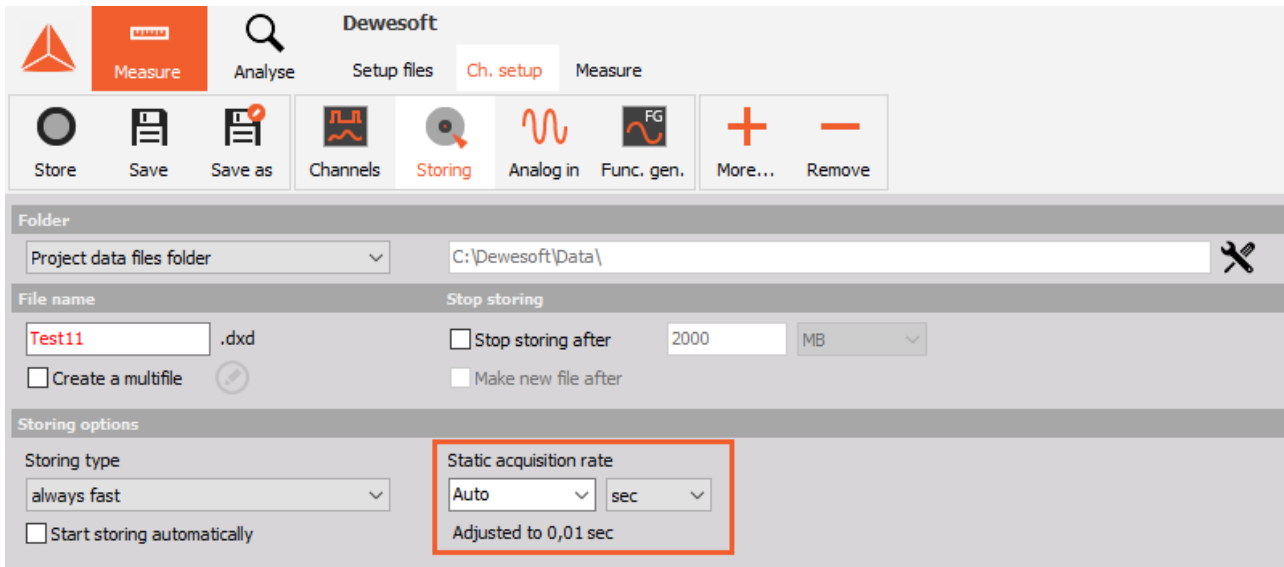 Dewesoft
Measure
Analyse
Setup files
Ch. setup
Measure
Store
Save
Save as
Channels
Storing
Analog in
FG
Func. gen.
More...
Remove
Folder
Project data files folder
C:\Dewesoft\Data\
File name
Stop storing
Test11
.dxd
Stop storing after
2000
MB
Create a multifile
Make new file after
Storing options
Storing type
Static acquisition rate
always fast
Auto
sec
Start storing automatically
Adjusted to 0,01 sec